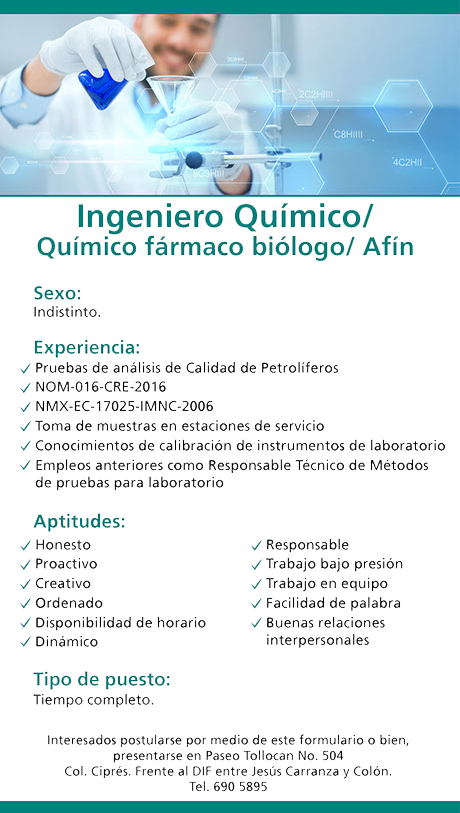 2C2HIIII
C8HIIII
4C2HII
Ingeniero Químico/
Químico fármaco biólogo/ Afín
Sexo:
Indistinto.
Experiencia:
Pruebas de análisis de Calidad de Petrolíferos
NOM-016-CRE-2016
NMX-EC-17025-IMNC-2006
Toma de muestras en estaciones de servicio
Conocimientos de calibración de instrumentos de laboratorio
Empleos anteriores como Responsable Técnico de Métodos
de pruebas para laboratorio
Aptitudes:
Honesto
Proactivo
Creativo
Ordenado
Disponibilidad de horario
Dinámico
Responsable
Trabajo bajo presión
Trabajo en equipo
Facilidad de palabra
Buenas relaciones
interpersonales
Tipo de puesto:
Tiempo completo.
Interesados postularse por medio de este formulario o bien,
presentarse en Paseo Tollocan No. 504
Col. Ciprés. Frente al DIF entre Jesús Carranza y Colón.
Tel. 690 5895